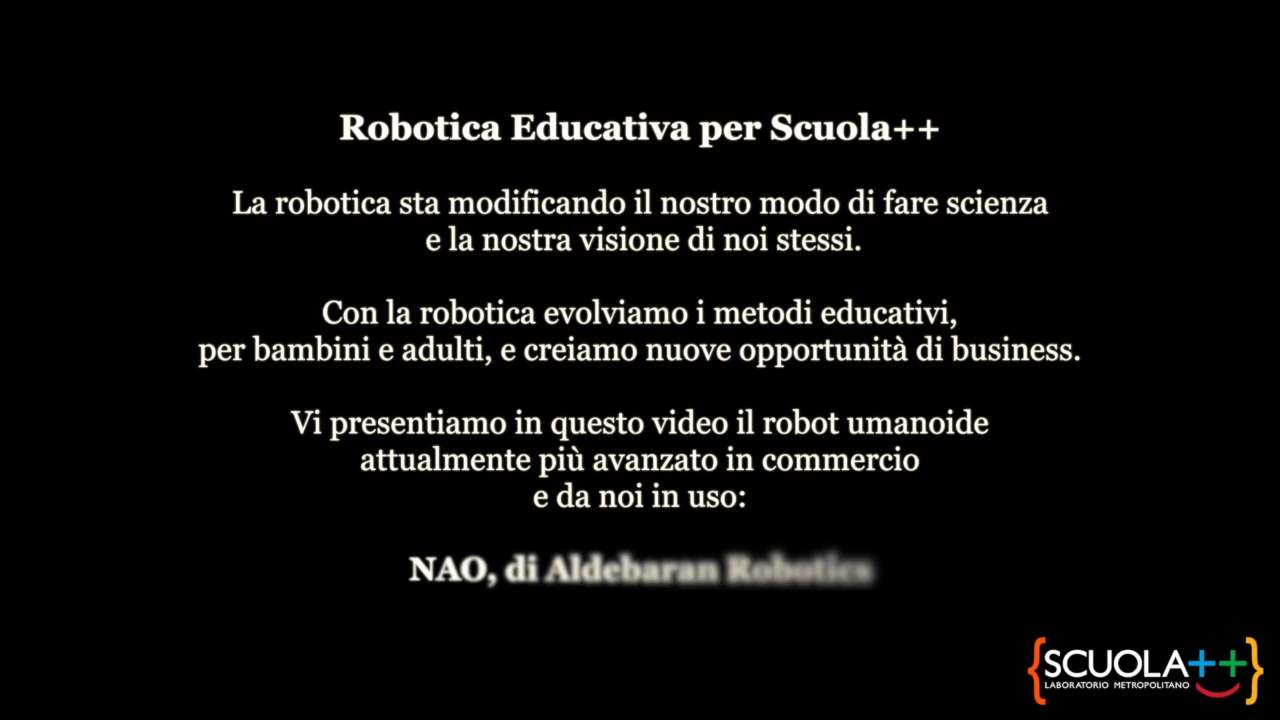 Robotica Educativa per Scuola++
La robotica sta modificando il nostro modo di fare scienza
e la nostra visione di noi stessi.
Con la robotica evolviamo i metodi educativi,
per bambini e adulti, e creiamo nuove opportunità di business.
Vi presentiamo in questo video il robot umanoide
attualmente più avanzato in commercio
e da noi in uso:
NAO, di Aldebaran Robotics
{SCUOLA++}
LABORATORIO METROPOLITANO